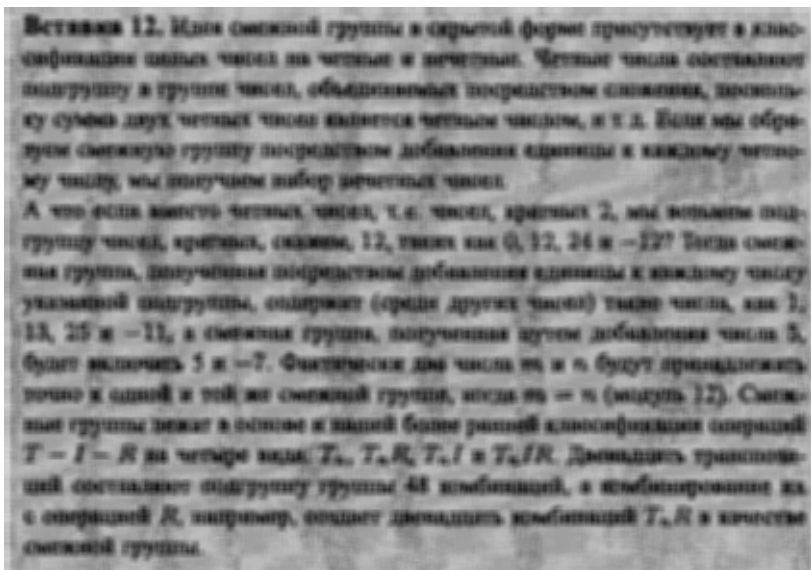 Вставка 12. Идея смежной группы в скрытой форме присутствует в клас-
сификации целых чисел на четные и нечетные. Четные числа составляют
подгруппу в группе чисел, объединяемых посредством сложения, посколь-
ку сумма двух четных чисел является четным числом, и т.д. Если мы обра-
зуем смежную группу посредством добавления единицы к каждому четно-
му числу, мы получим набор нечетных чисел.
А что если вместо четных чисел, т.е. чисел, кратных 2, мы возьмем под-
группу чисел, кратных, скажем, 12, таких как 0, 12, 24 и −12? Тогда смеж-
ная группа, полученная посредством добавления единицы к каждому числу
указанной подгруппы, содержит (среди других чисел) такие числа, как 1,
13, 25 и −11, а смежная группа, полученная путем добавления числа 5,
будет включать 5 и −7. Фактически два числа m и n будут принадлежать
точно к одной и той же смежной группе, когда m = n (модуль 12). Смеж-
ные группы лежат в основе и нашей более ранней классификации операций
T − I − R на четыре вида: Tₙ, TₙR, TₙI и TₙIR. Двенадцать транспози-
ций составляют подгруппу группы 48 комбинаций, а комбинирование их
с операцией R, например, создает двенадцать комбинаций TₙR в качестве
смежной группы.